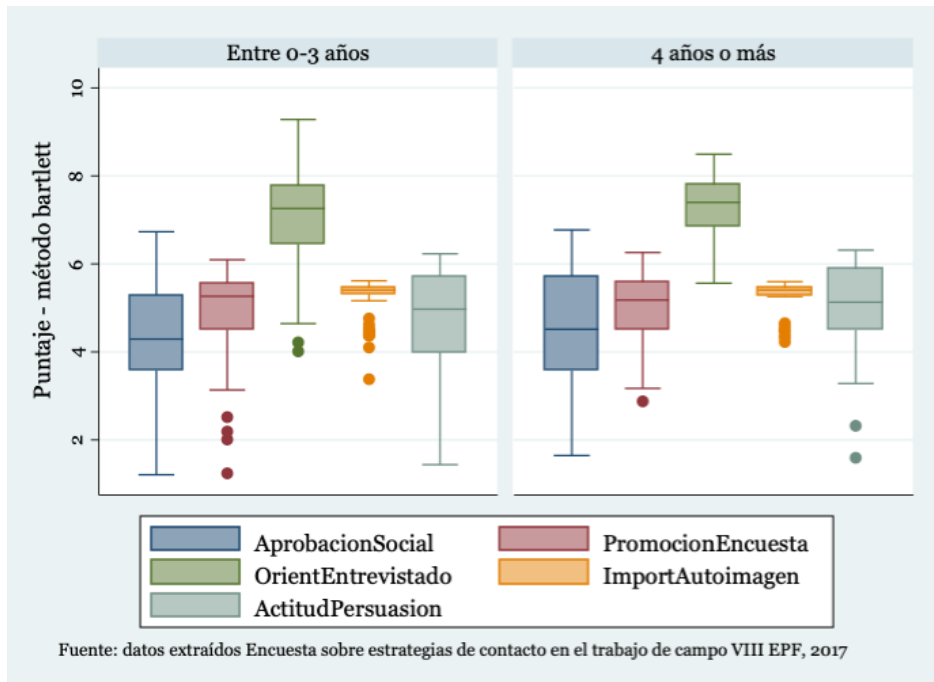 Entre 0-3 años
4 años o más
Puntaje - método bartlett
10
8
6
4
2
AprobacionSocial
PromocionEncuesta
OrientEntrevistado
ImportAutoimagen
ActitudPersuasion
Fuente: datos extraídos Encuesta sobre estrategias de contacto en el trabajo de campo VIII EPF, 2017